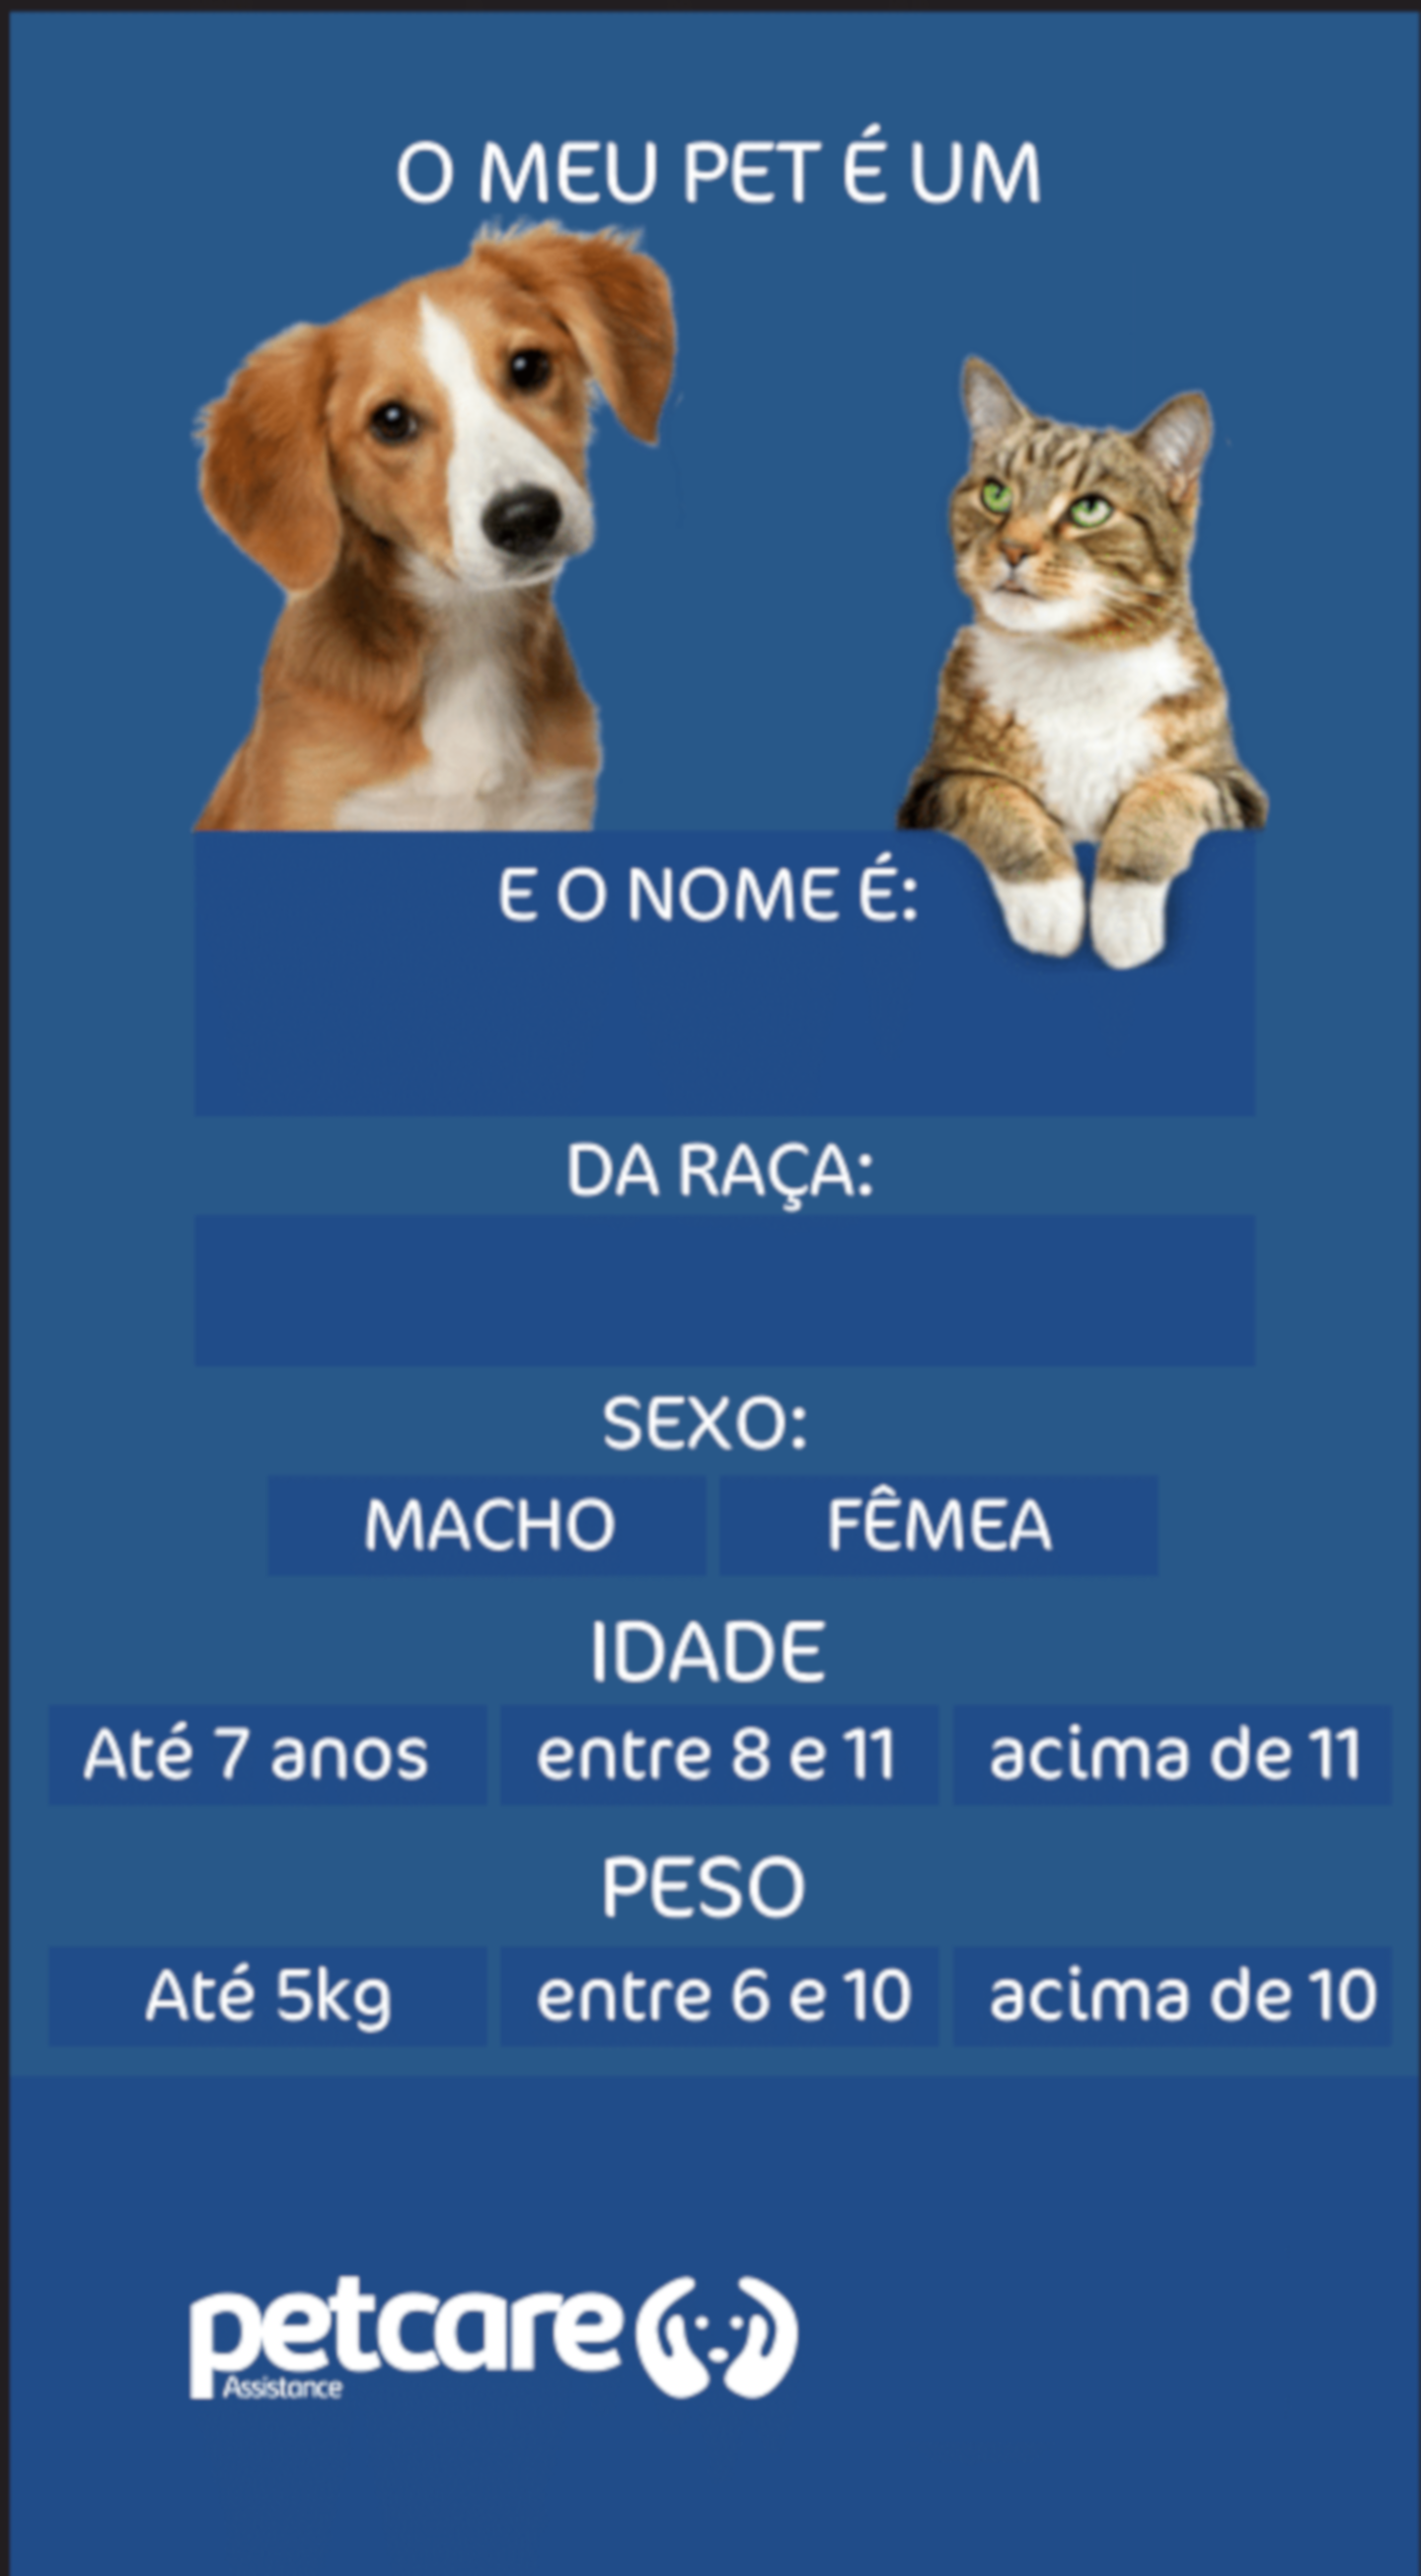 O MEU PET É UM
E O NOME É:
DA RAÇA:
SEXO:
MACHO FÊMEA
IDADE
Até 7 anos entre 8 e 11 acima de 11
PESO
Até 5kg entre 6 e 10 acima de 10
petcare
Assistance